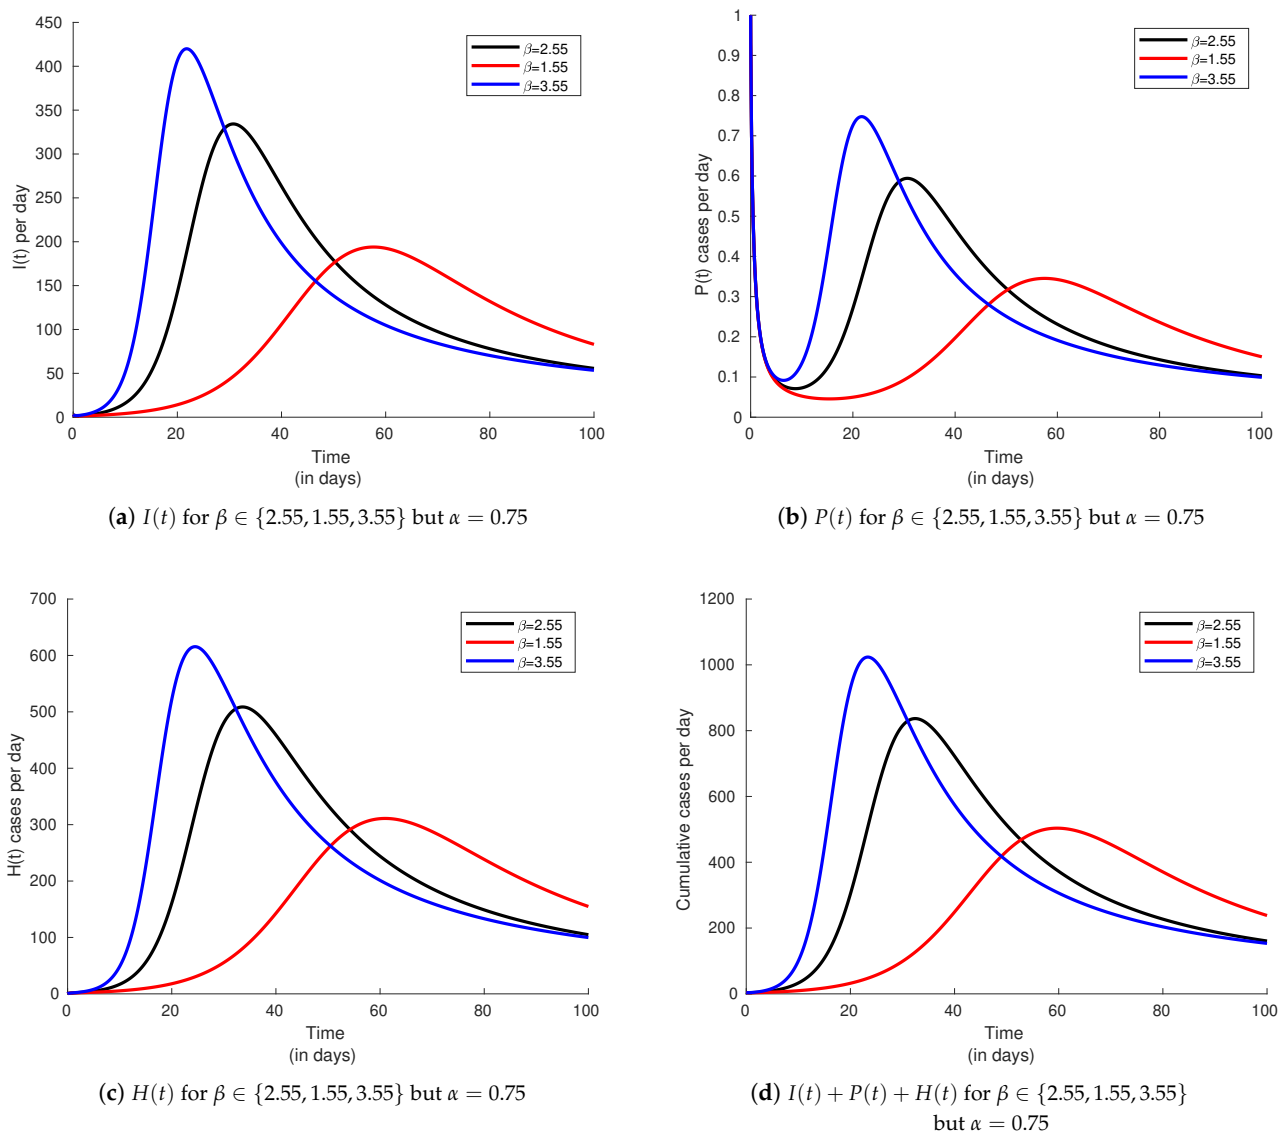 450
400
350
300
250
200
150
100
50
0
0 20 40 60 80 100
I(t) per day
Time
(in days)
β=2.55
β=1.55
β=3.55
(a) I(t) for β ∈ {2.55, 1.55, 3.55} but α = 0.75
1
0.9
0.8
0.7
0.6
0.5
0.4
0.3
0.2
0.1
0
0 20 40 60 80 100
P(t) cases per day
Time
(in days)
β=2.55
β=1.55
β=3.55
(b) P(t) for β ∈ {2.55, 1.55, 3.55} but α = 0.75
700
600
500
400
300
200
100
0
0 20 40 60 80 100
H(t) cases per day
Time
(in days)
β=2.55
β=1.55
β=3.55
(c) H(t) for β ∈ {2.55, 1.55, 3.55} but α = 0.75
1200
1000
800
600
400
200
0
0 20 40 60 80 100
Cumulative cases per day
Time
(in days)
β=2.55
β=1.55
β=3.55
(d) I(t) + P(t) + H(t) for β ∈ {2.55, 1.55, 3.55}
but α = 0.75